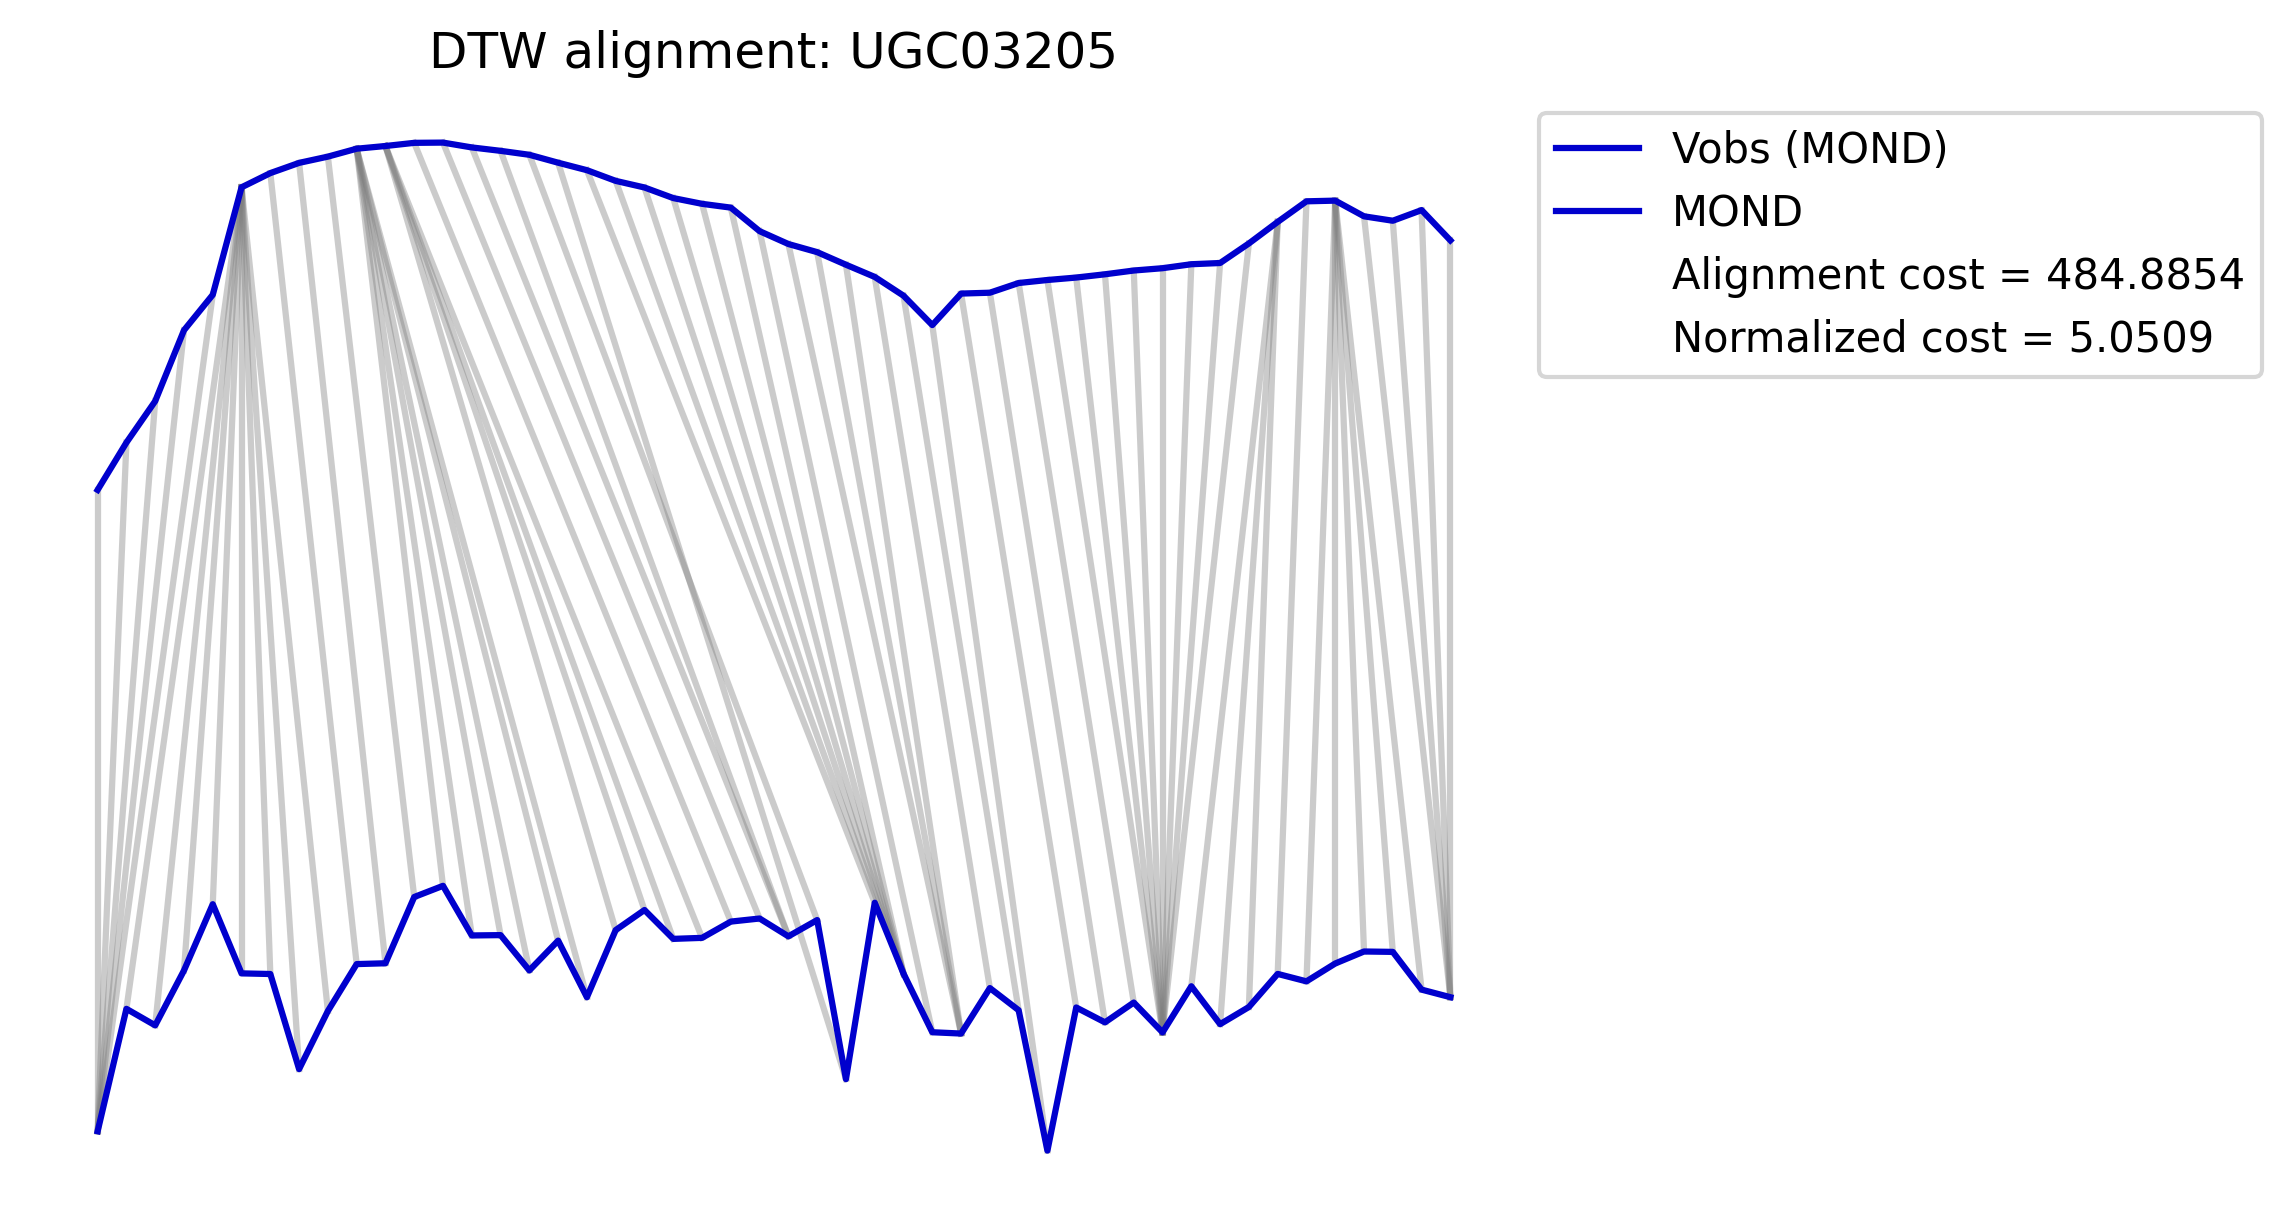 DTW alignment: UGC03205
Vobs (MOND)
MOND
Alignment cost = 484.8854
Normalized cost = 5.0509